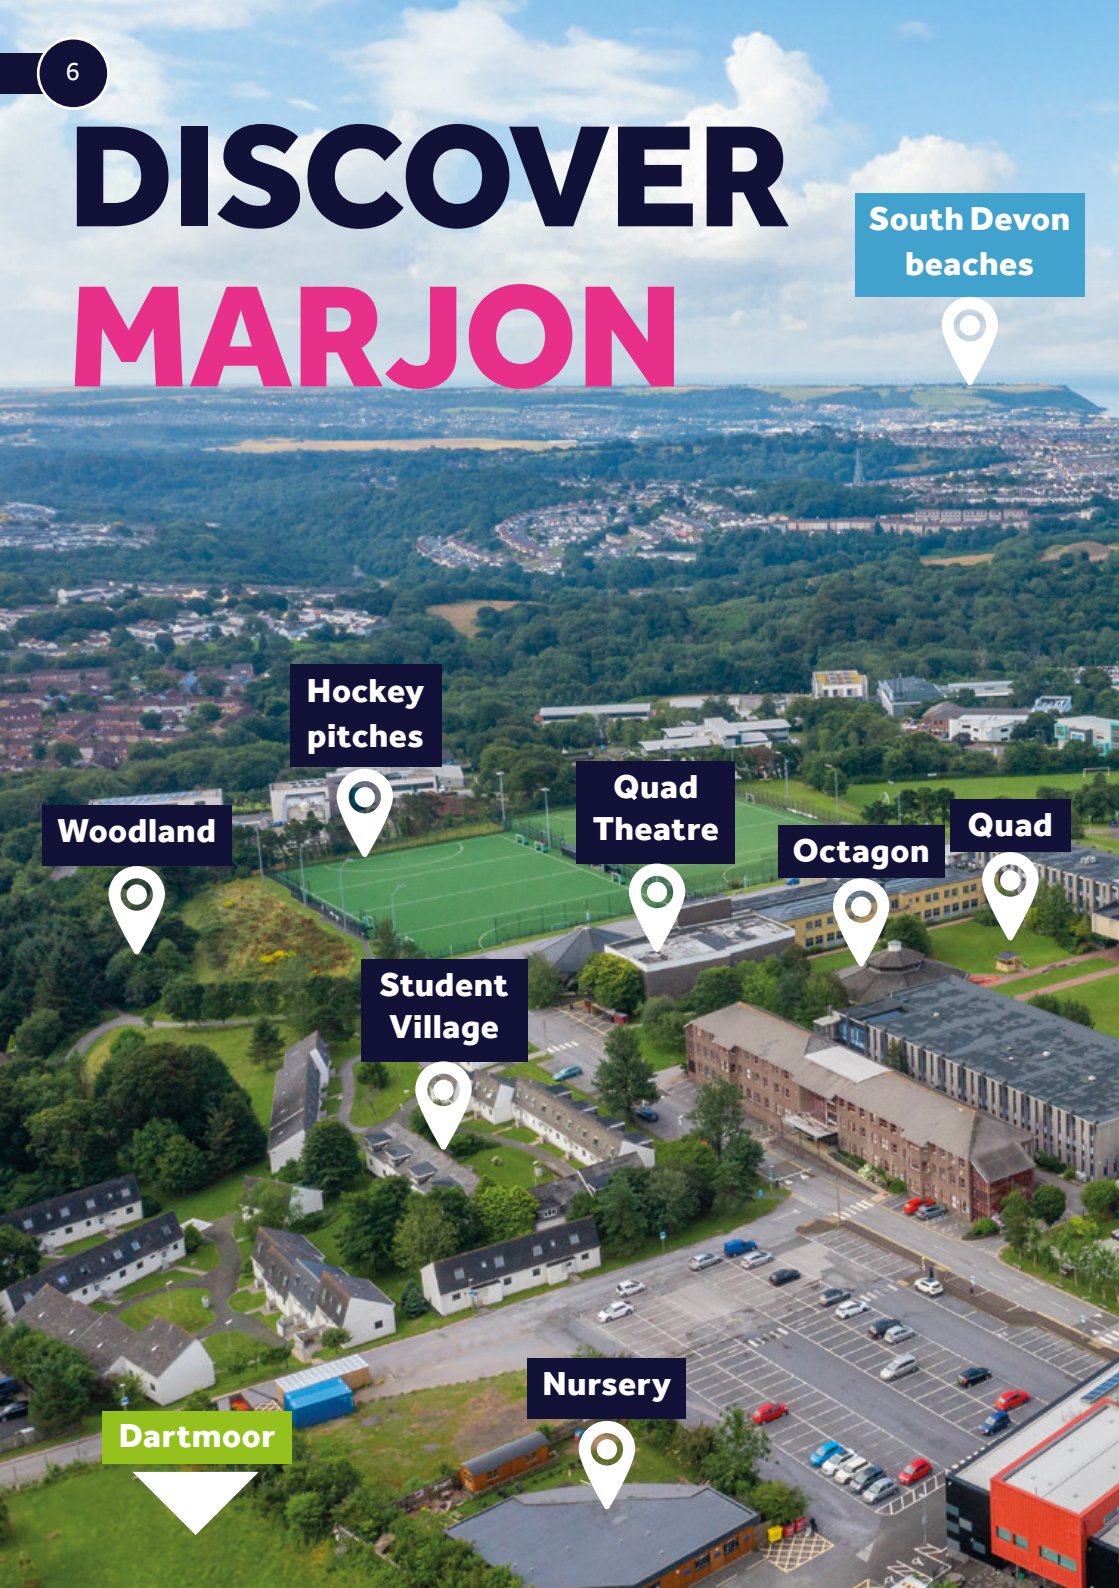 6
DISCOVER
MARJON
South Devon
beaches
Hockey
pitches
Quad
Theatre
Woodland
Octagon
Quad
Student
Village
Nursery
Dartmoor